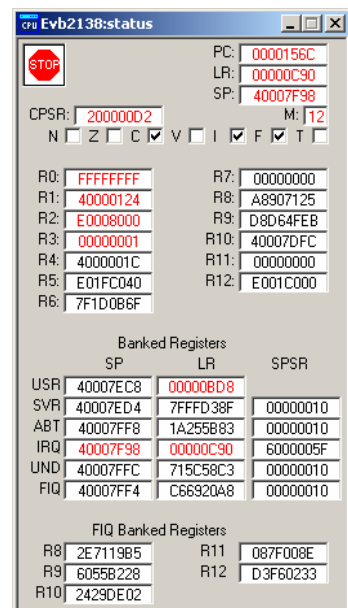 CPU Evb2138:status
STOP
PC: 0000156C
LR: 00000C90
SP: 40007F98
CPSR: 200000D2 M: 12
N Z C V I F T
R0: FFFFFFFF R7: 00000000
R1: 40000124 R8: A8907125
R2: E0008000 R9: D8D64FEB
R3: 00000001 R10: 40007DFC
R4: 4000001C R11: 00000000
R5: E01FC040 R12: E001C000
R6: 7F1D0B6F
Banked Registers
SP LR SPSR
USR 40007EC8 00000BD8
SVR 40007ED4 7FFFD38F 00000010
ABT 40007FF8 1A255B83 00000010
IRQ 40007F98 00000C90 6000005F
UND 40007FFC 715C58C3 00000010
FIQ 40007FF4 C66920A8 00000010
FIQ Banked Registers
R8 2E7119B5 R11 087F008E
R9 6055B228 R12 D3F60233
R10 2429DE02